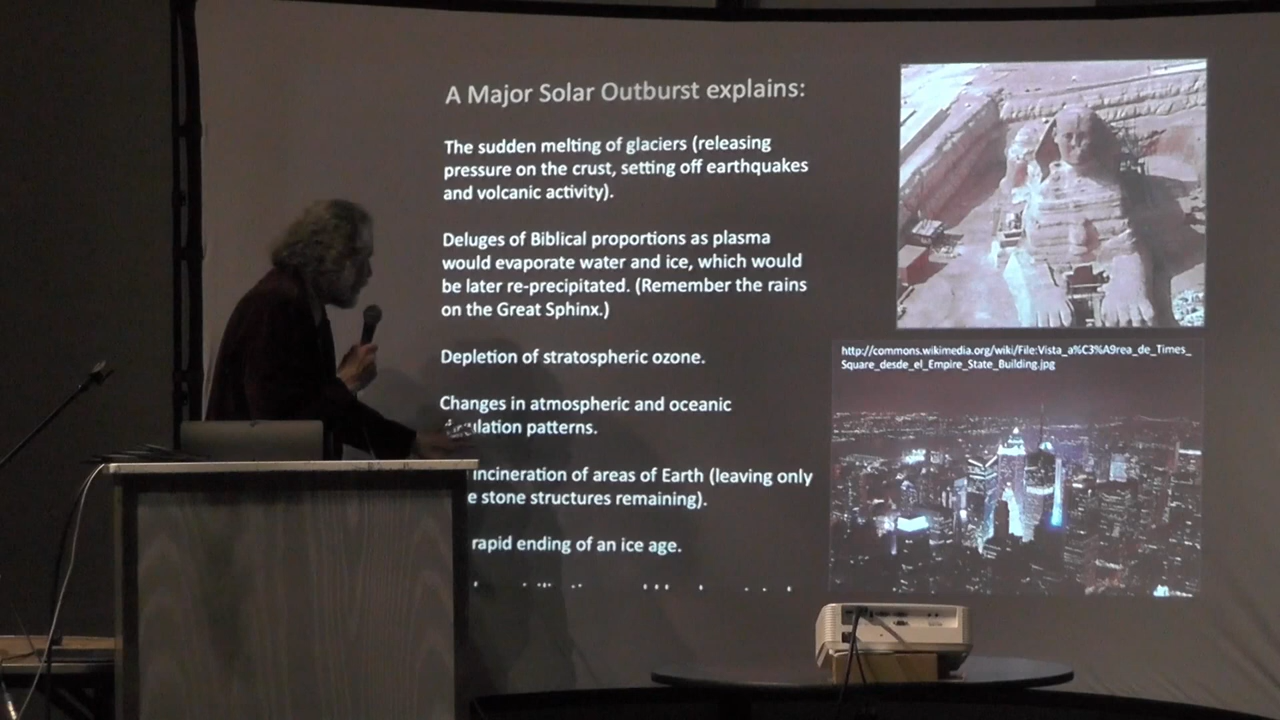 A Major Solar Outburst explains:
The sudden melting of glaciers (releasing
pressure on the crust, setting off earthquakes
and volcanic activity).
Deluges of Biblical proportions as plasma
would evaporate water and ice, which would
be later re-precipitated. (Remember the rains
on the Great Sphinx.)
Depletion of stratospheric ozone.
Changes in atmospheric and oceanic
patterns.
incineration of areas of Earth (leaving only
stone structures remaining).
rapid ending of an ice age.
http://commons.wikimedia.org/wiki/File:Vista_a%C3%A9rea_de_Times_
Square_desde_el_Empire_State_Building.jpg